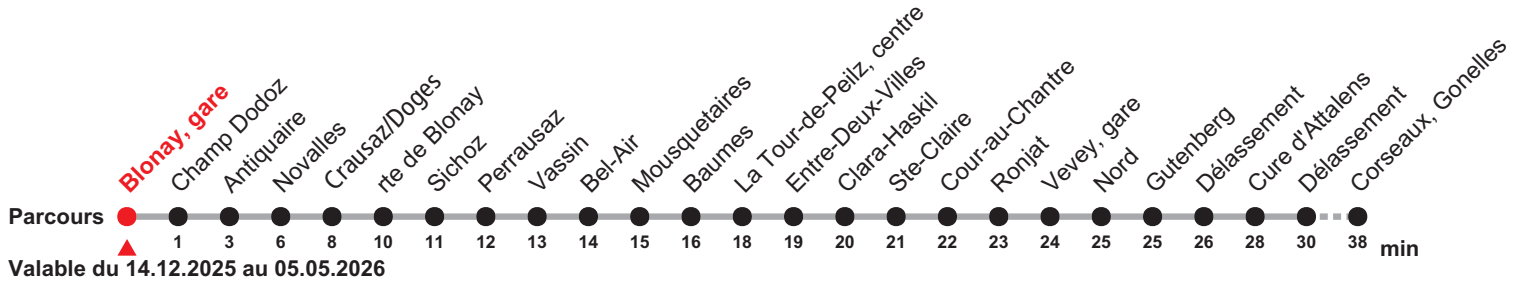 Blonay, gare
Champ Dodoz
Antiquaire
Novalles
Crausaz/Doges
rte de Blonay
Sichoz
Perrausaz
Vassin
Bel-Air
Mousquetaires
Baumes
La Tour-de-Peilz, centre
Entre-Deux-Villes
Clara-Haskil
Ste-Claire
Cour-au-Chantre
Ronjat
Vevey, gare
Nord
Gutenberg
Délassement
Cure d'Attalens
Délassement
Corseaux, Gonelles
Parcours
1 3 6 8 10 11 12 13 14 15 16 18 19 20 21 22 23 24 25 25 26 28 30 38 min
Valable du 14.12.2025 au 05.05.2026